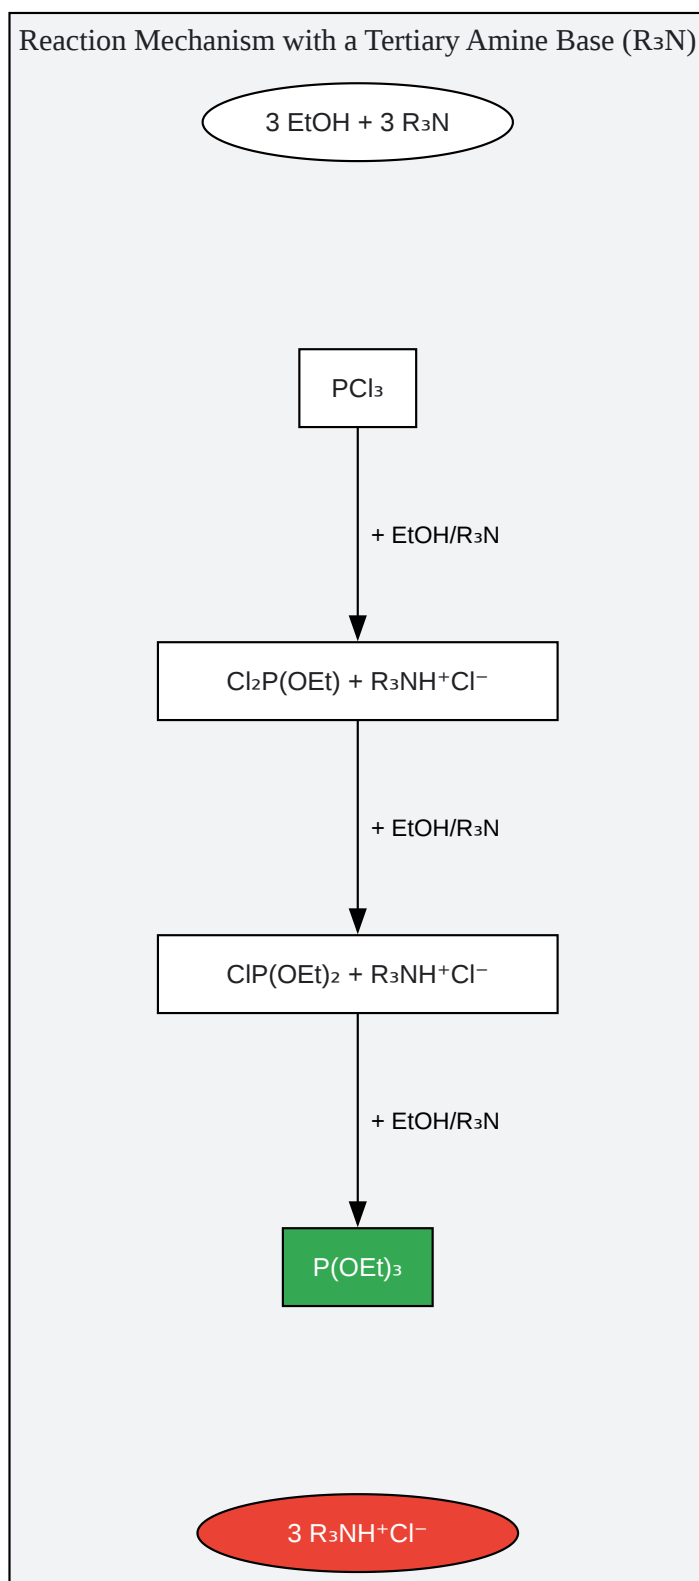 Reaction Mechanism with a Tertiary Amine Base (R₃N)
3 EtOH + 3 R₃N
PCl₃
+ EtOH/R₃N
Cl₂P(OEt) + R₃NH⁺Cl⁻
+ EtOH/R₃N
ClP(OEt)₂ + R₃NH⁺Cl⁻
+ EtOH/R₃N
P(OEt)₃
3 R₃NH⁺Cl⁻